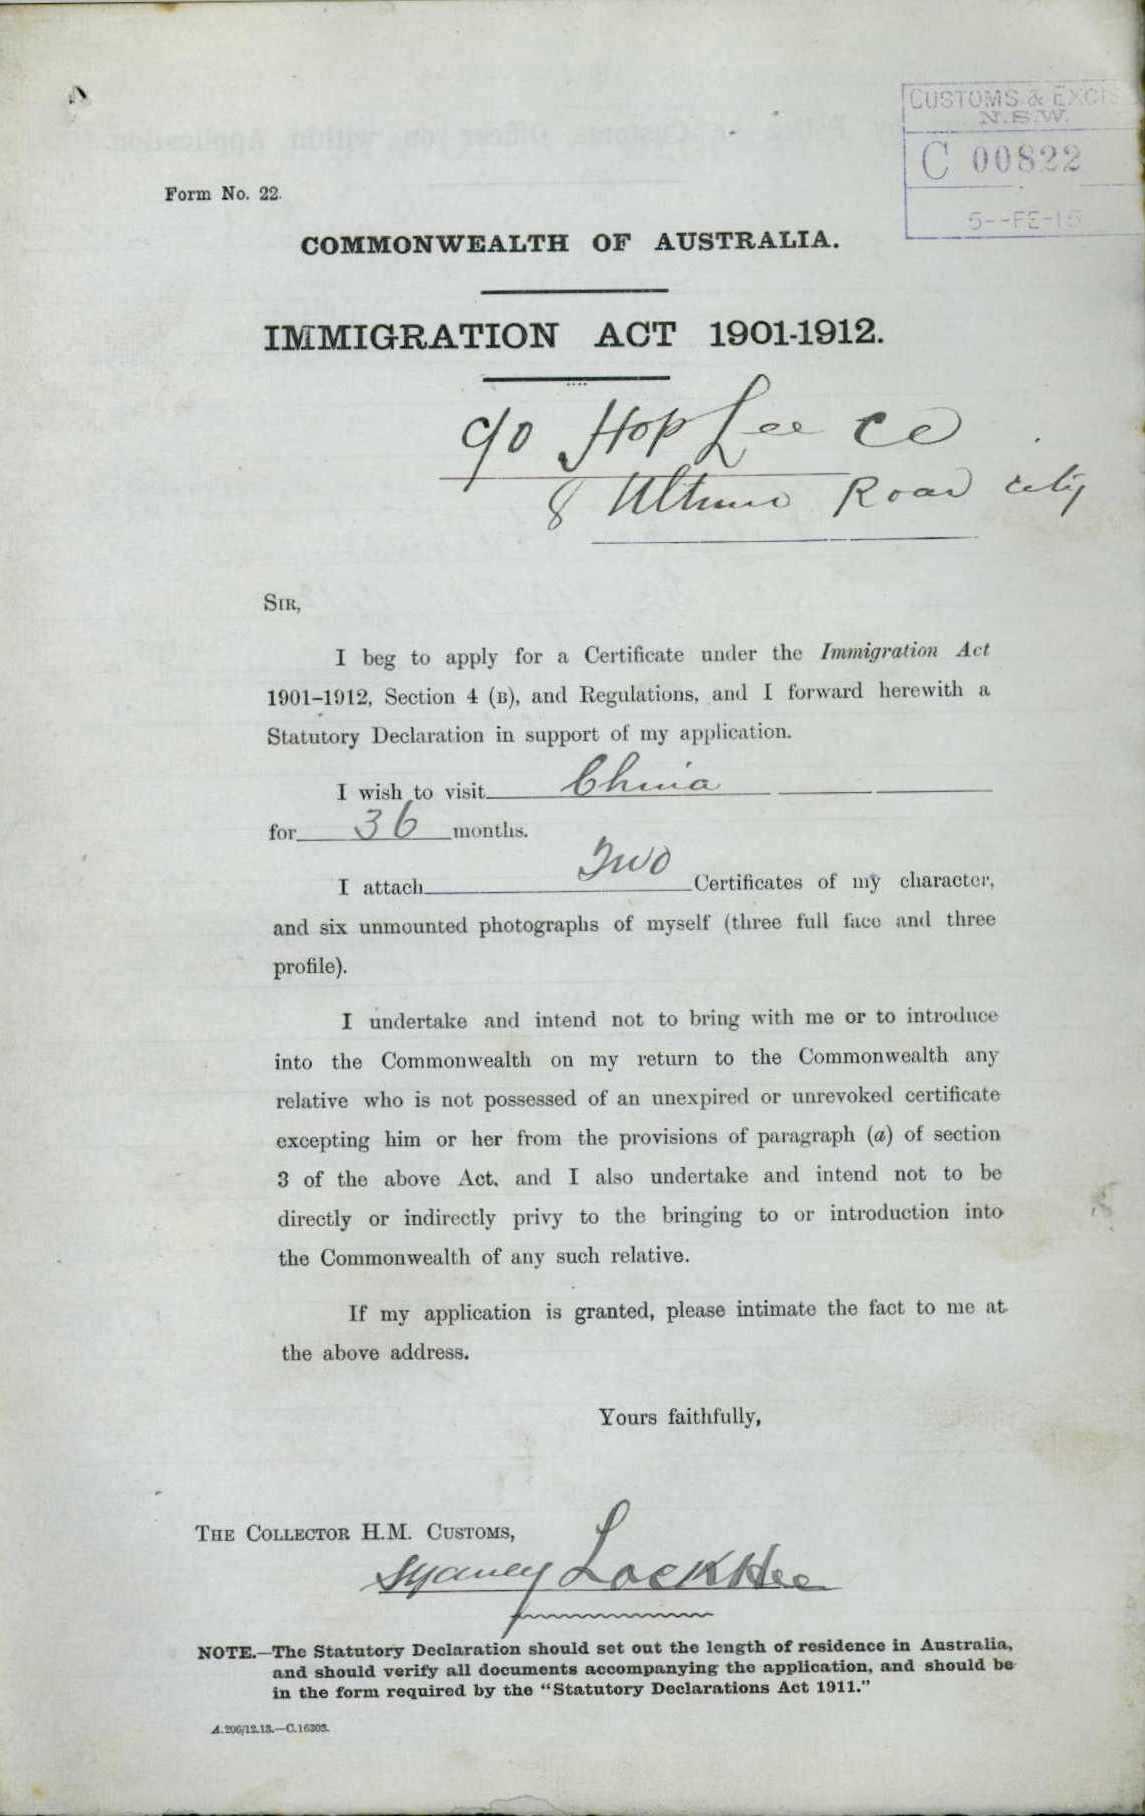 CUSTOMS & EXCIS
N.S.W.
C 00822
5--FE-15
Form No. 22.
COMMONWEALTH OF AUSTRALIA.
IMMIGRATION ACT 1901-1912.
c/o Hop Lee Co
8 Ultimo Road City
SIR,
I beg to apply for a Certificate under the Immigration Act
1901–1912, Section 4 (B), and Regulations, and I forward herewith a
Statutory Declaration in support of my application.
I wish to visit China
for 36 months.
I attach Two Certificates of my character,
and six unmounted photographs of myself (three full face and three
profile).
I undertake and intend not to bring with me or to introduce
into the Commonwealth on my return to the Commonwealth any
relative who is not possessed of an unexpired or unrevoked certificate
excepting him or her from the provisions of paragraph (a) of section
3 of the above Act, and I also undertake and intend not to be
directly or indirectly privy to the bringing to or introduction into
the Commonwealth of any such relative.
If my application is granted, please intimate the fact to me at
the above address.
Yours faithfully,
THE COLLECTOR H.M. CUSTOMS,
Sydney Lock Hee
NOTE.—The Statutory Declaration should set out the length of residence in Australia,
and should verify all documents accompanying the application, and should be
in the form required by the "Statutory Declarations Act 1911."
A.206/12.13.—C.16303.